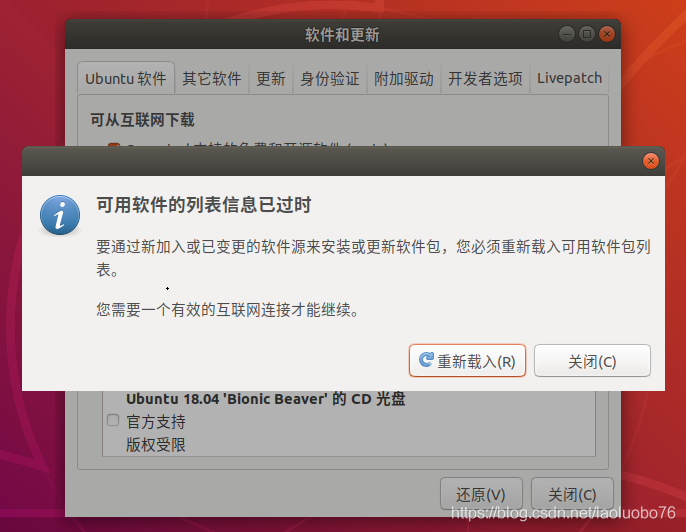 软件和更新
Ubuntu 软件 其它软件 更新 身份验证 附加驱动 开发者选项 Livepatch
可从互联网下载
可用软件的列表信息已过时
要通过新加入或已变更的软件源来安装或更新软件包，您必须重新载入可用软件包列
表。
您需要一个有效的互联网连接才能继续。
重新载入(R) 关闭(C)
Ubuntu 18.04 'Bionic Beaver' 的 CD 光盘
官方支持
版权受限
还原(V) 关闭(C)
https://blog.csdn.net/laoluobo76